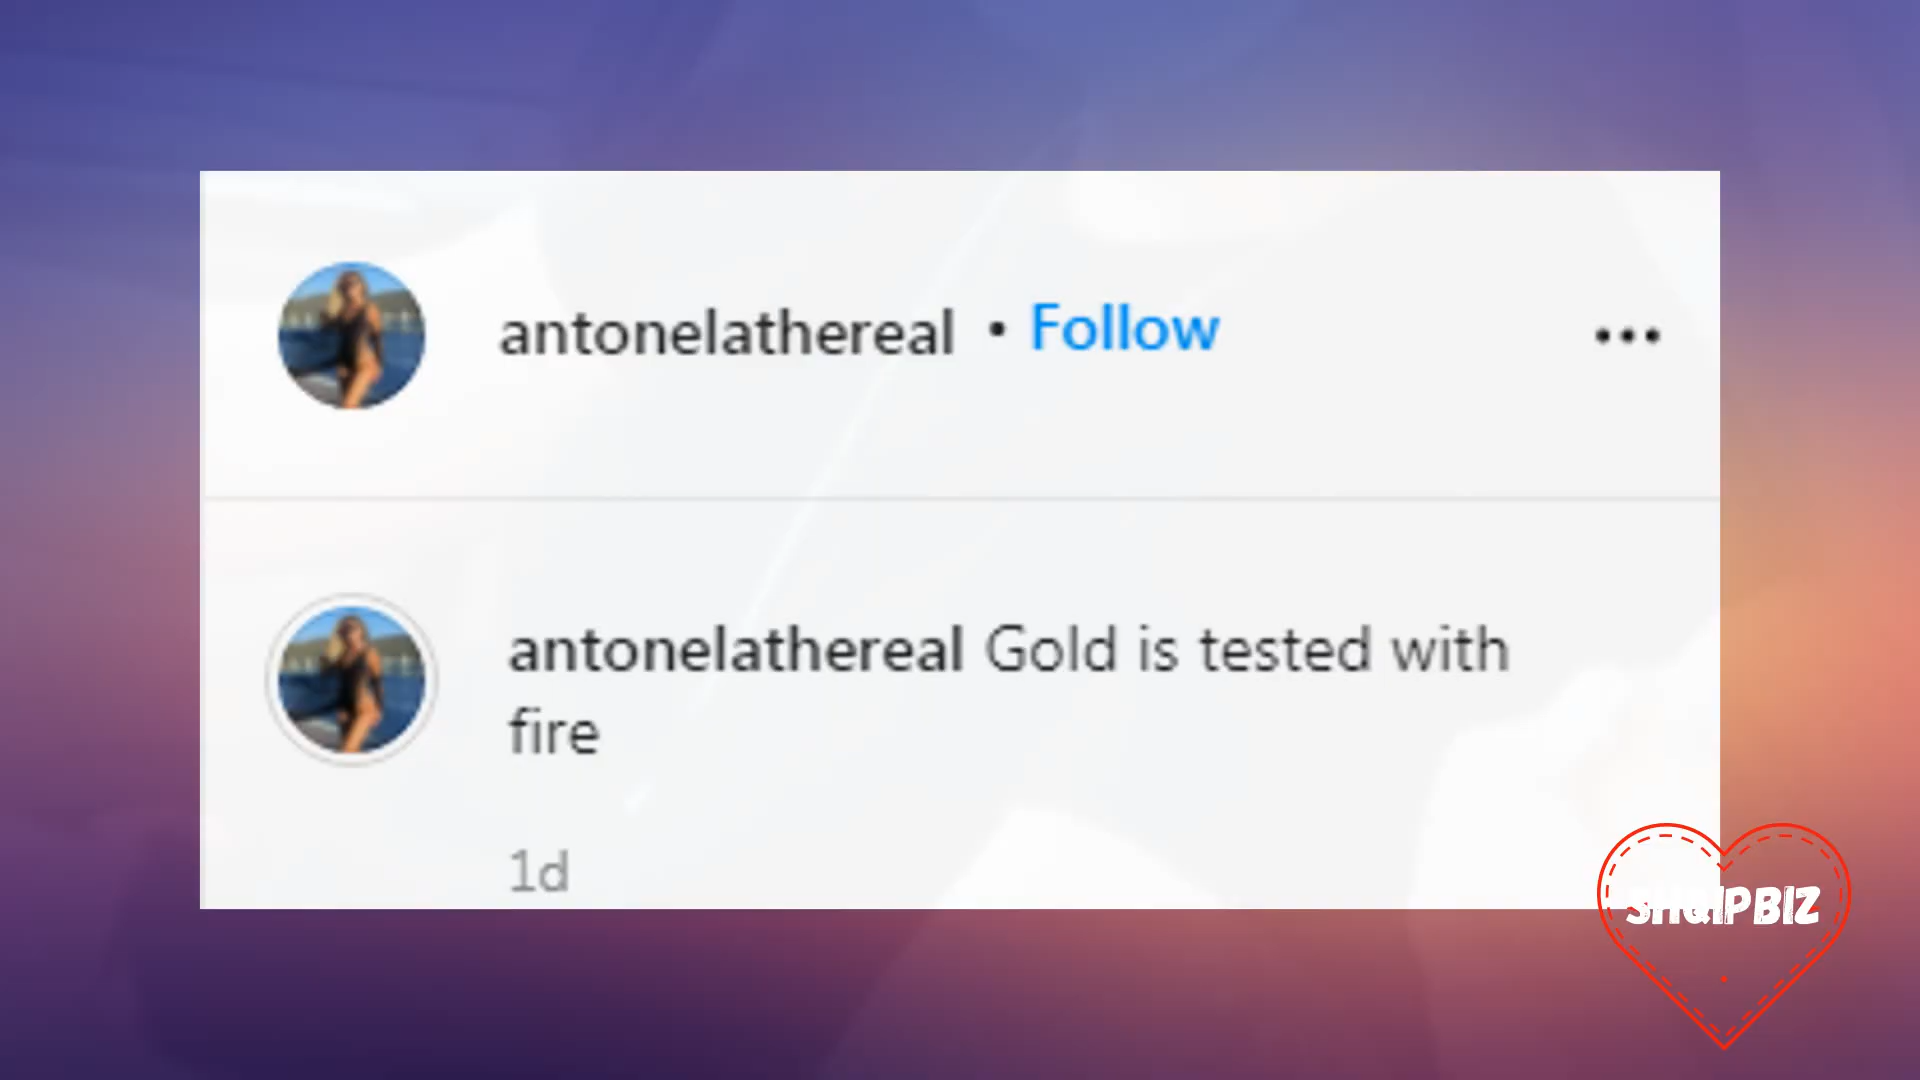 antonelathereal • Follow
antonelathereal Gold is tested with
fire
1d
SHQIPBIZ